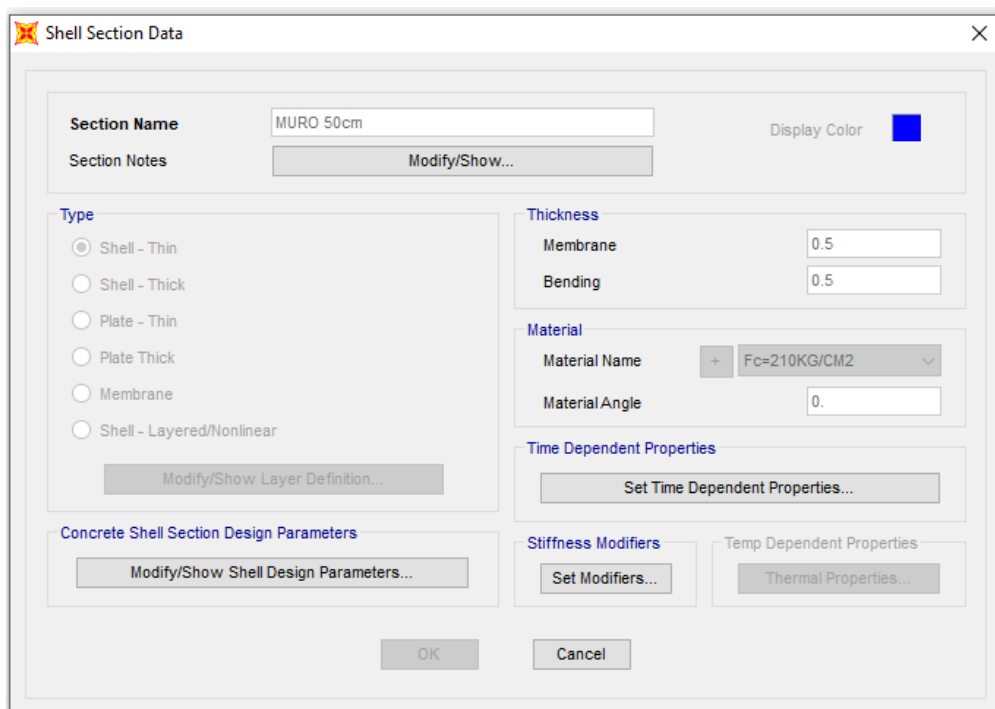 Shell Section Data
Section Name
MURO 50cm
Display Color
Section Notes
Modify/Show...
Type
Shell - Thin
Shell - Thick
Plate - Thin
Plate Thick
Membrane
Shell - Layered/Nonlinear
Modify/Show Layer Definition...
Thickness
Membrane
0.5
Bending
0.5
Material
Material Name
+
Fc=210KG/CM2
Material Angle
0.
Time Dependent Properties
Set Time Dependent Properties...
Concrete Shell Section Design Parameters
Modify/Show Shell Design Parameters...
Stiffness Modifiers
Set Modifiers...
Temp Dependent Properties
Thermal Properties...
OK
Cancel